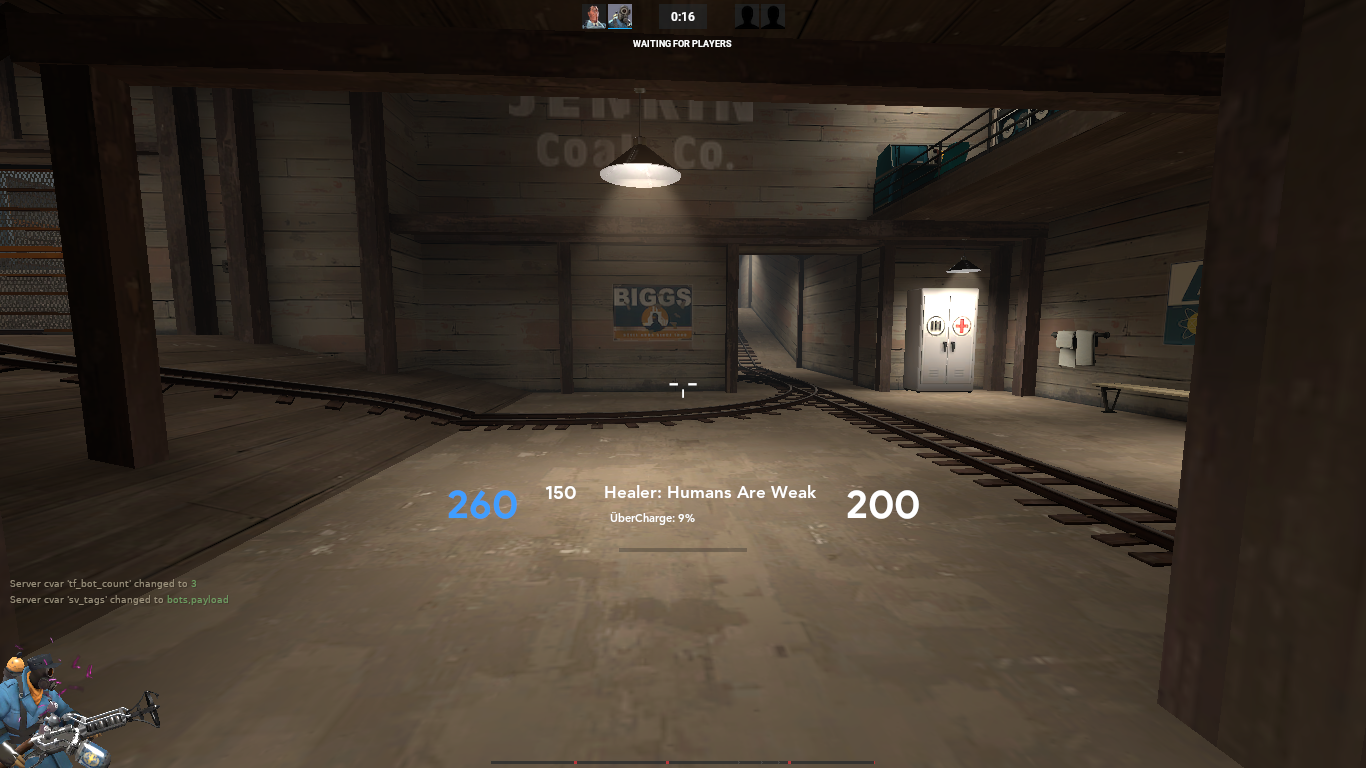 0:16
WAITING FOR PLAYERS
JENKIN
Coal Co.
BIGGS
260
150
Healer: Humans Are Weak
200
ÜberCharge: 9%
Server cvar 'tf_bot_count' changed to 3
Server cvar 'sv_tags' changed to bots,payload